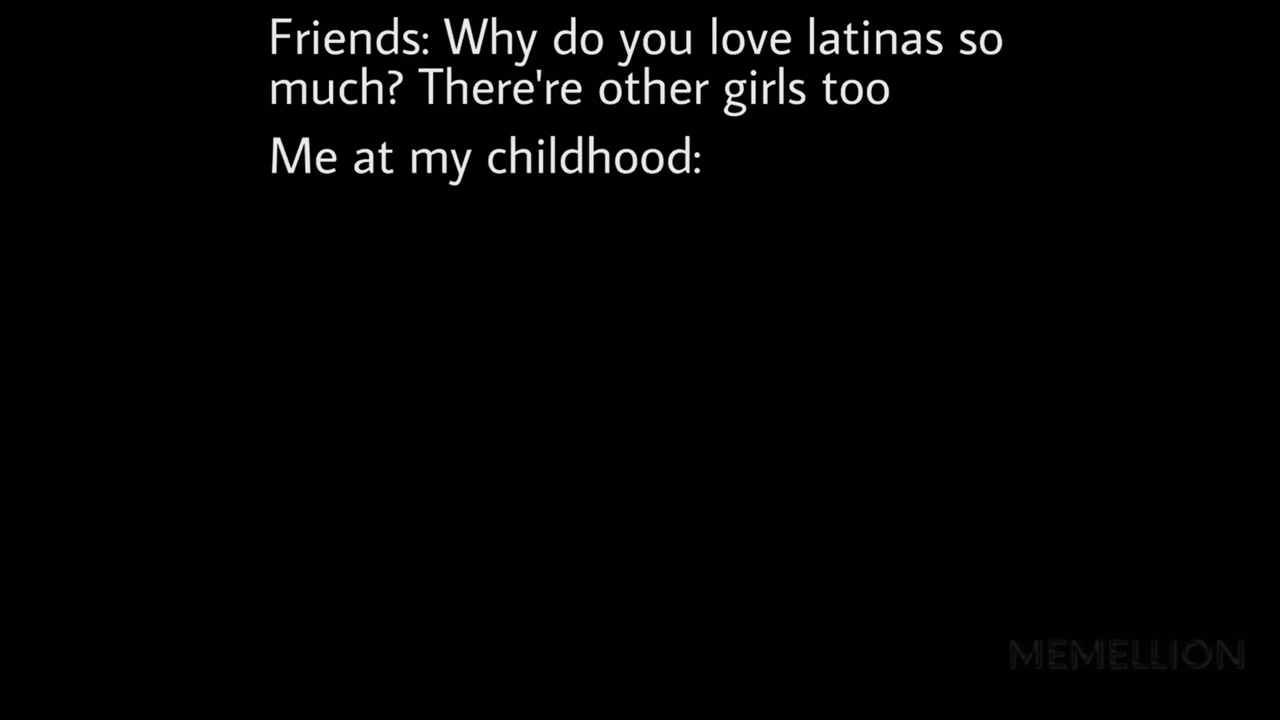 Friends: Why do you love latinas so
much? There're other girls too
Me at my childhood:
MEMELLION